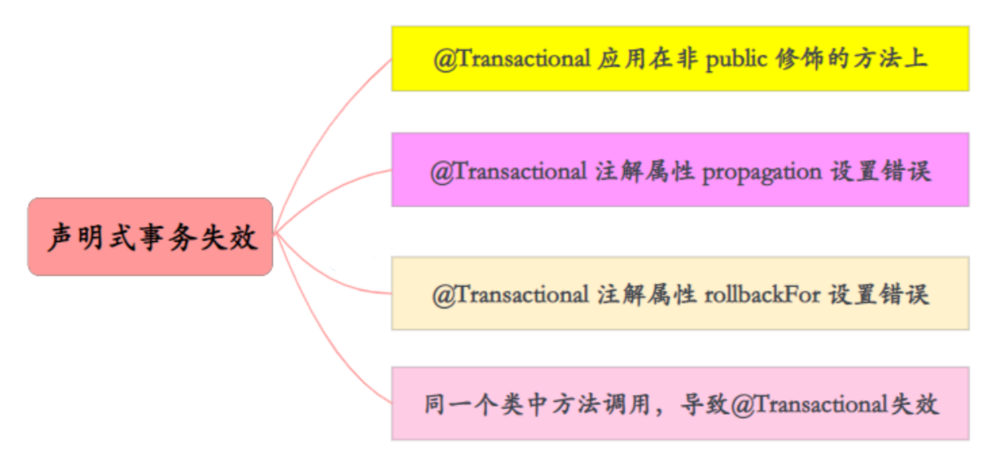 @Transactional 应用在非 public 修饰的方法上
@Transactional 注解属性 propagation 设置错误
声明式事务失效
@Transactional 注解属性 rollbackFor 设置错误
同一个类中方法调用，导致@Transactional失效